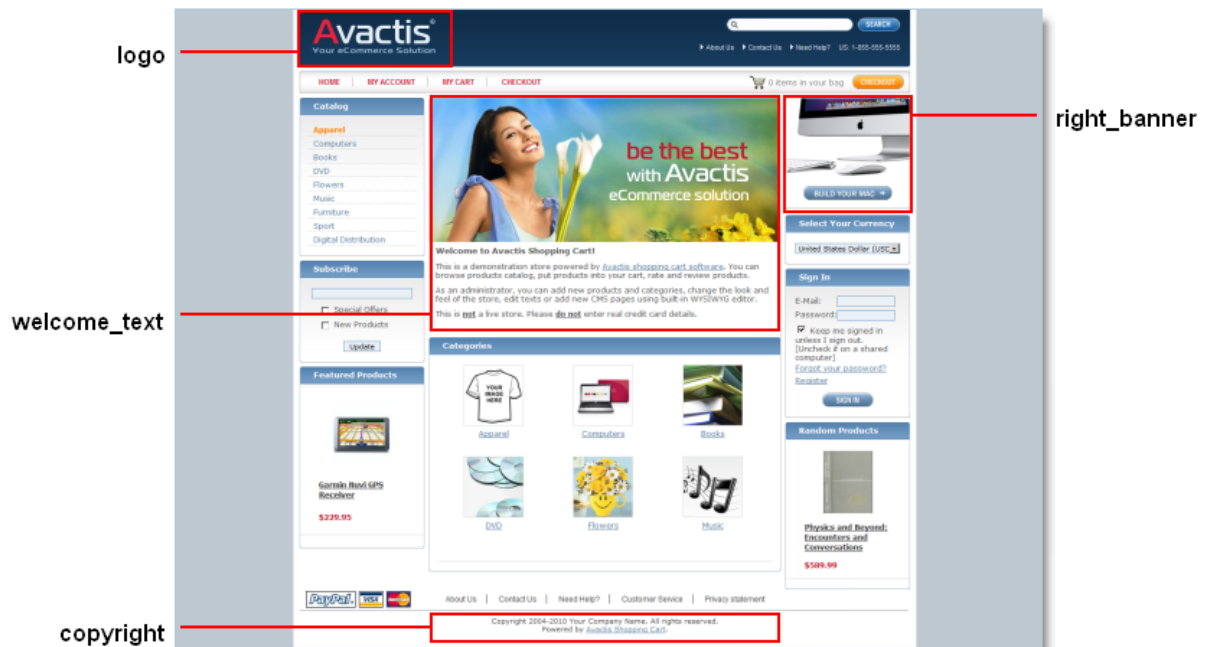 Avactis®
Your eCommerce Solution
SEARCH
About Us Contact Us Need Help? US: 1-855-555-5555
logo
HOME MY ACCOUNT MY CART CHECKOUT 0 items in your bag CHECKOUT
right_banner
Catalog
Apparel
Computers
Books
DVD
Flowers
Music
Furniture
Sport
Digital Distribution
be the best
with Avactis
eCommerce solution
BUILD YOUR MAC
Select Your Currency
United States Dollar (USC
Welcome to Avactis Shopping Cart!
This is a demonstration store powered by Avactis shopping cart software. You can
browse products catalog, put products into your cart, rate and review products.
As an administrator, you can add new products and categories, change the look and
feel of the store, edit texts or add new CMS pages using built-in WYSIWYG editor.
This is not a live store. Please do not enter real credit card details.
welcome_text
Subscribe
Special Offers
New Products
Update
Sign In
E-Mail:
Password:
Keep me signed in
unless I sign out.
[Uncheck if on a shared
computer]
Forgot your password?
Register
SIGN IN
Featured Products
Garmin Nuvi GPS
Receiver
$229.95
Categories
YOUR
IMAGE
HERE
Apparel Computers Books
DVD Flowers Music
Random Products
Physics and Beyond:
Encounters and
Conversations
$589.99
PayPal. VISA
About Us | Contact Us | Need Help? | Customer Service | Privacy statement
copyright
Copyright 2004-2010 Your Company Name. All rights reserved.
Powered by Avactis Shopping Cart.